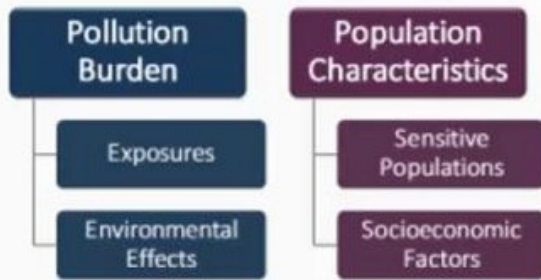 Pollution
Burden
Exposures
Environmental
Effects
Population
Characteristics
Sensitive
Populations
Socioeconomic
Factors